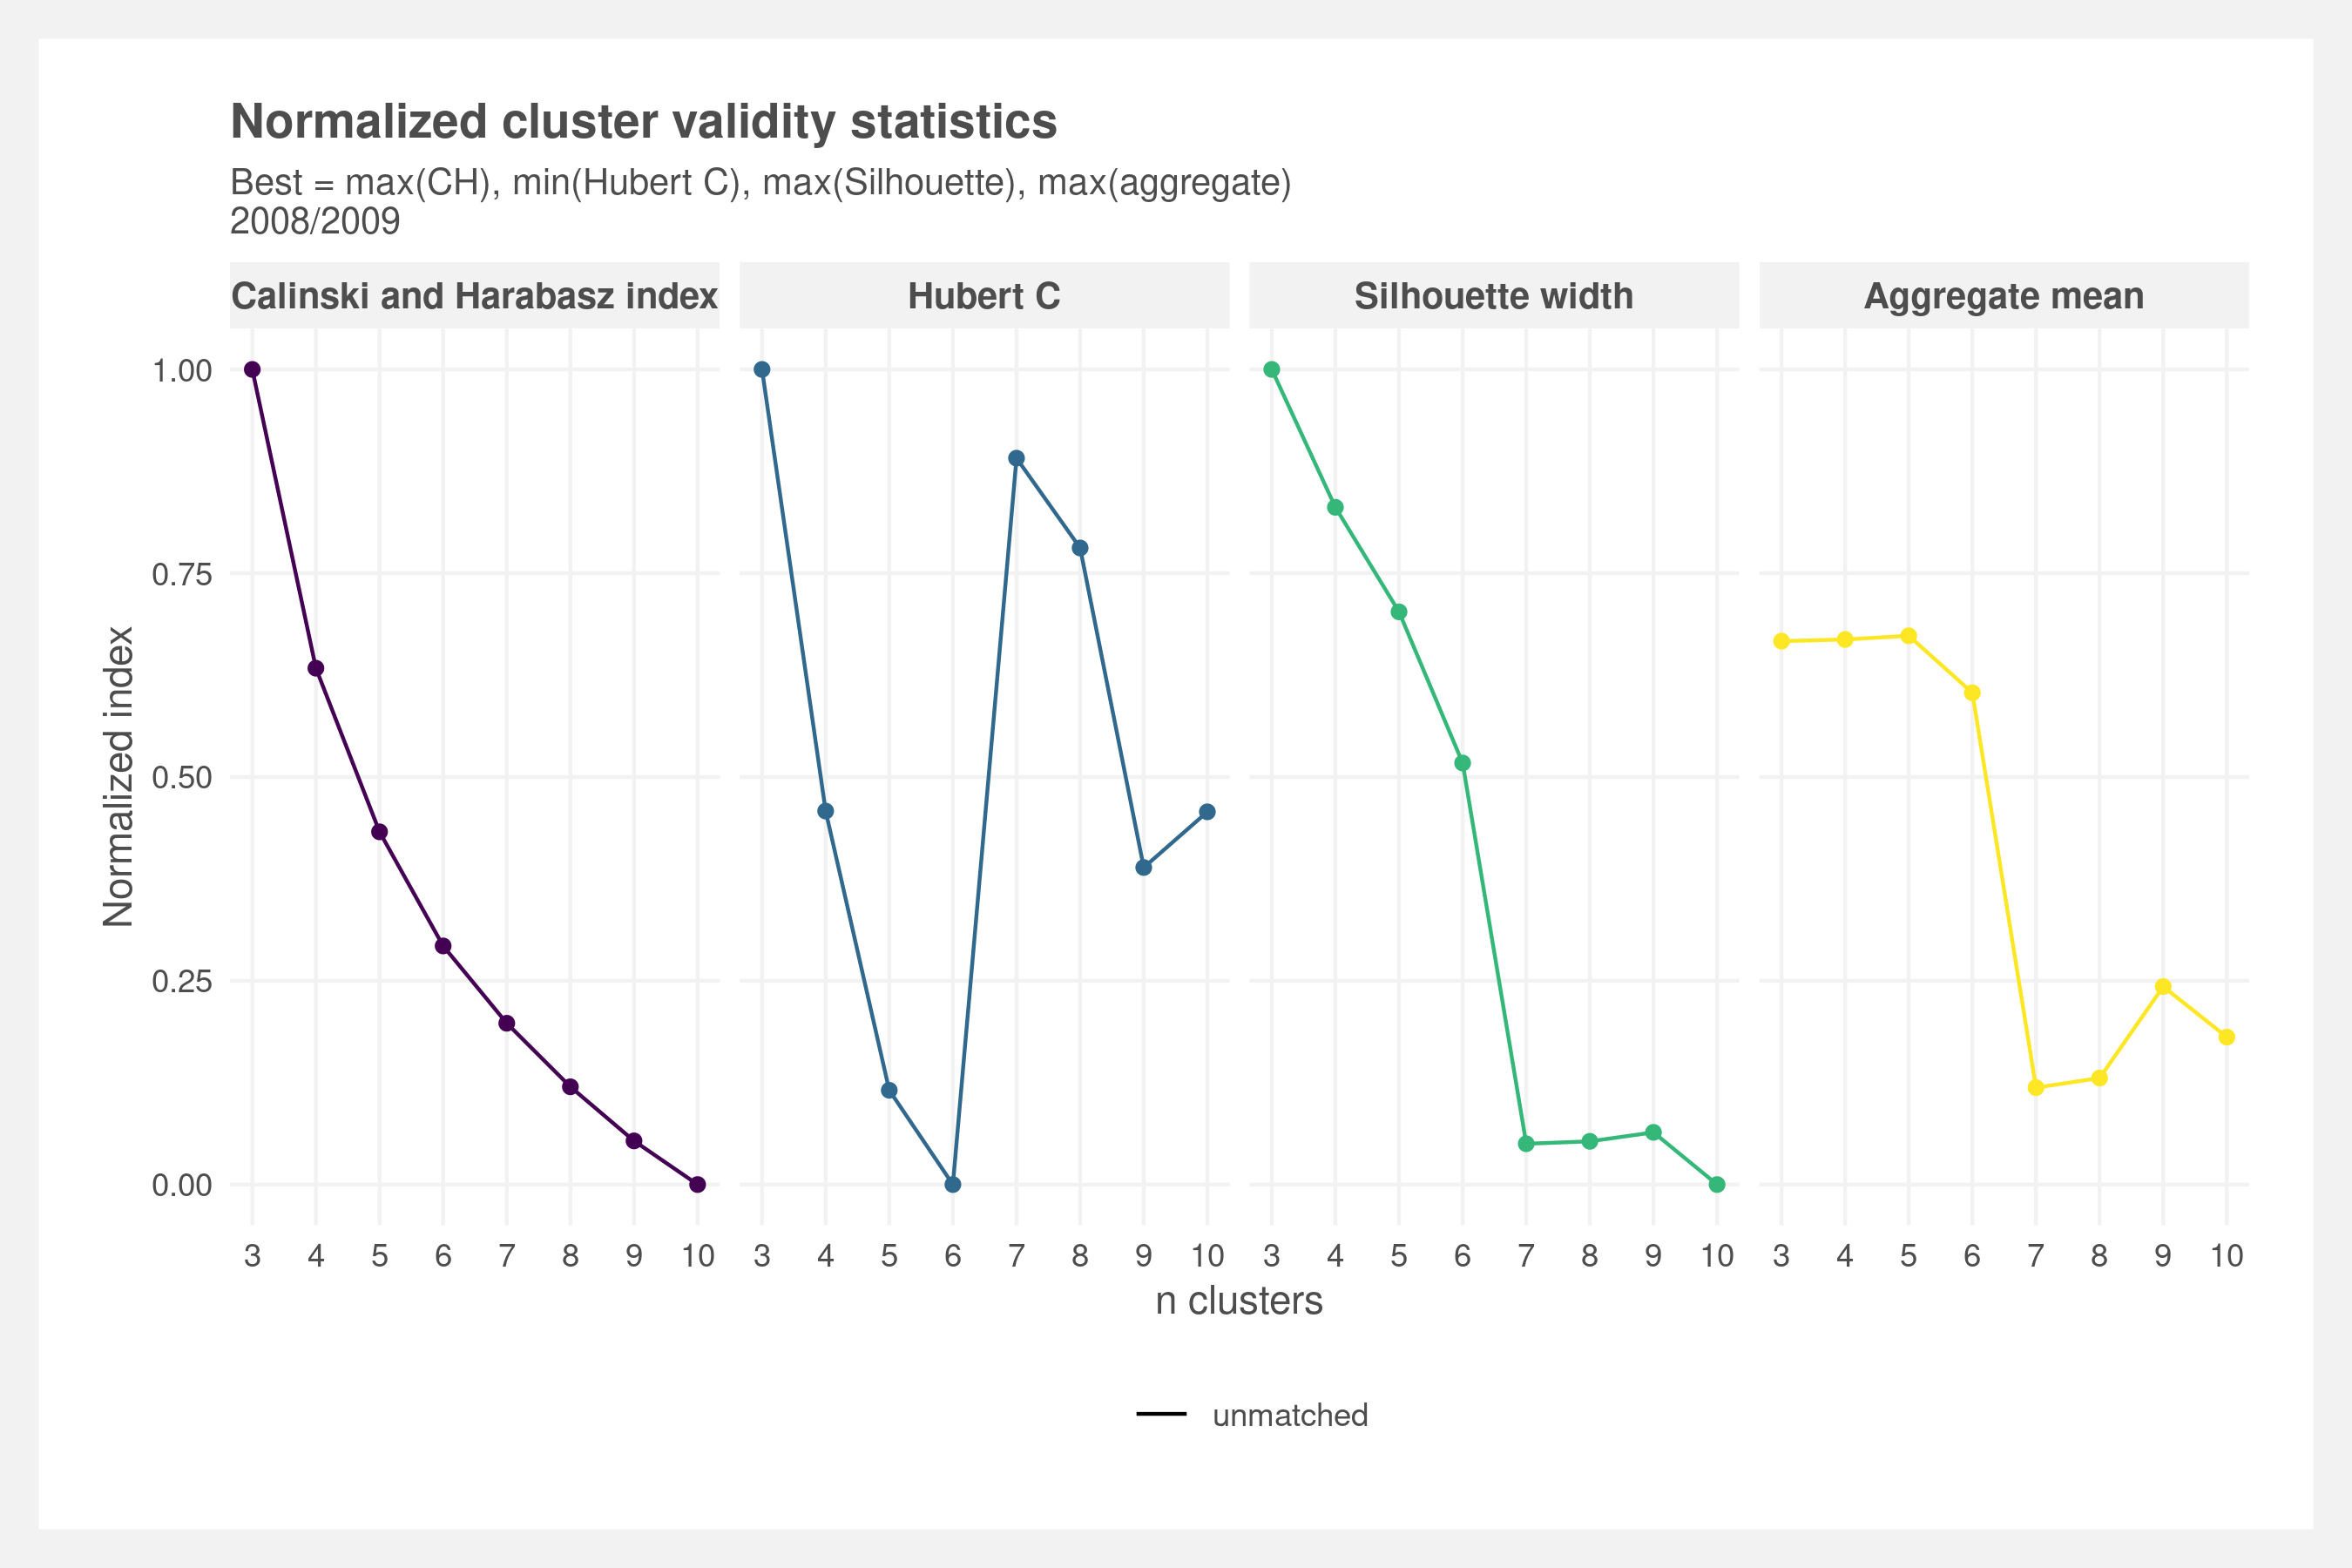 Normalized cluster validity statistics
Best = max(CH), min(Hubert C), max(Silhouette), max(aggregate)
2008/2009
Calinski and Harabasz index Hubert C Silhouette width Aggregate mean
Normalized index
1.00
0.75
0.50
0.25
0.00
3 4 5 6 7 8 9 10 3 4 5 6 7 8 9 10 3 4 5 6 7 8 9 10 3 4 5 6 7 8 9 10
n clusters
unmatched